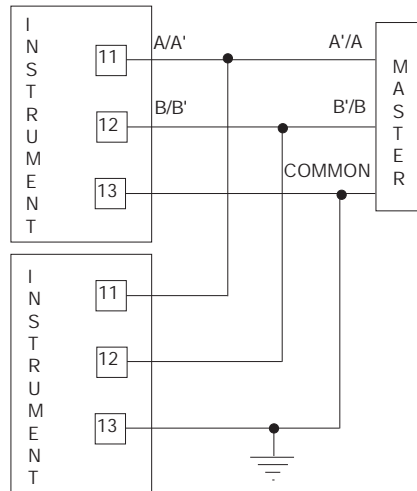 INSTRUMENT
11
A/A'
A'/A
12
B/B'
B'/B
13
COMMON
MASTER
INSTRUMENT
11
12
13